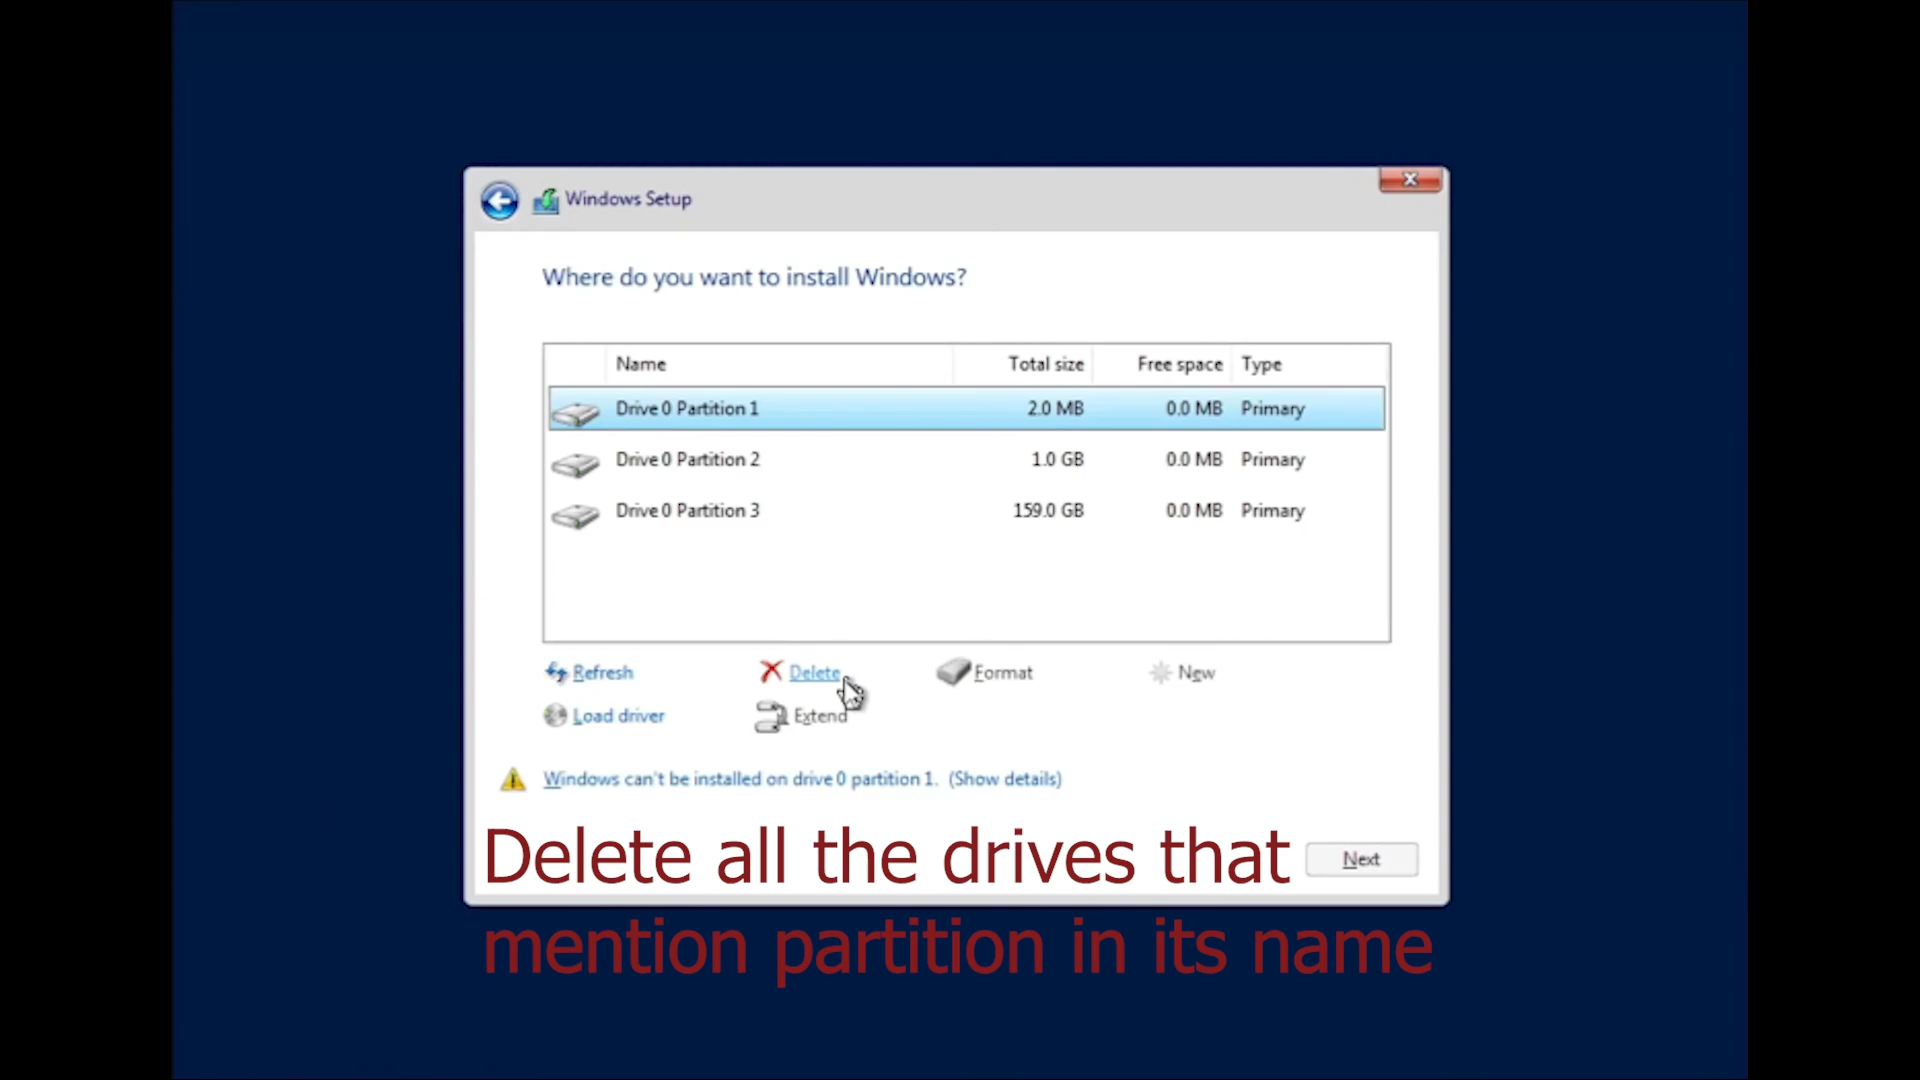 Windows Setup
Where do you want to install Windows?
Name Total size Free space Type
Drive 0 Partition 1 2.0 MB 0.0 MB Primary
Drive 0 Partition 2 1.0 GB 0.0 MB Primary
Drive 0 Partition 3 159.0 GB 0.0 MB Primary
Refresh Delete Format New
Load driver Extend
Windows can't be installed on drive 0 partition 1. (Show details)
Delete all the drives that
Next
mention partition in its name